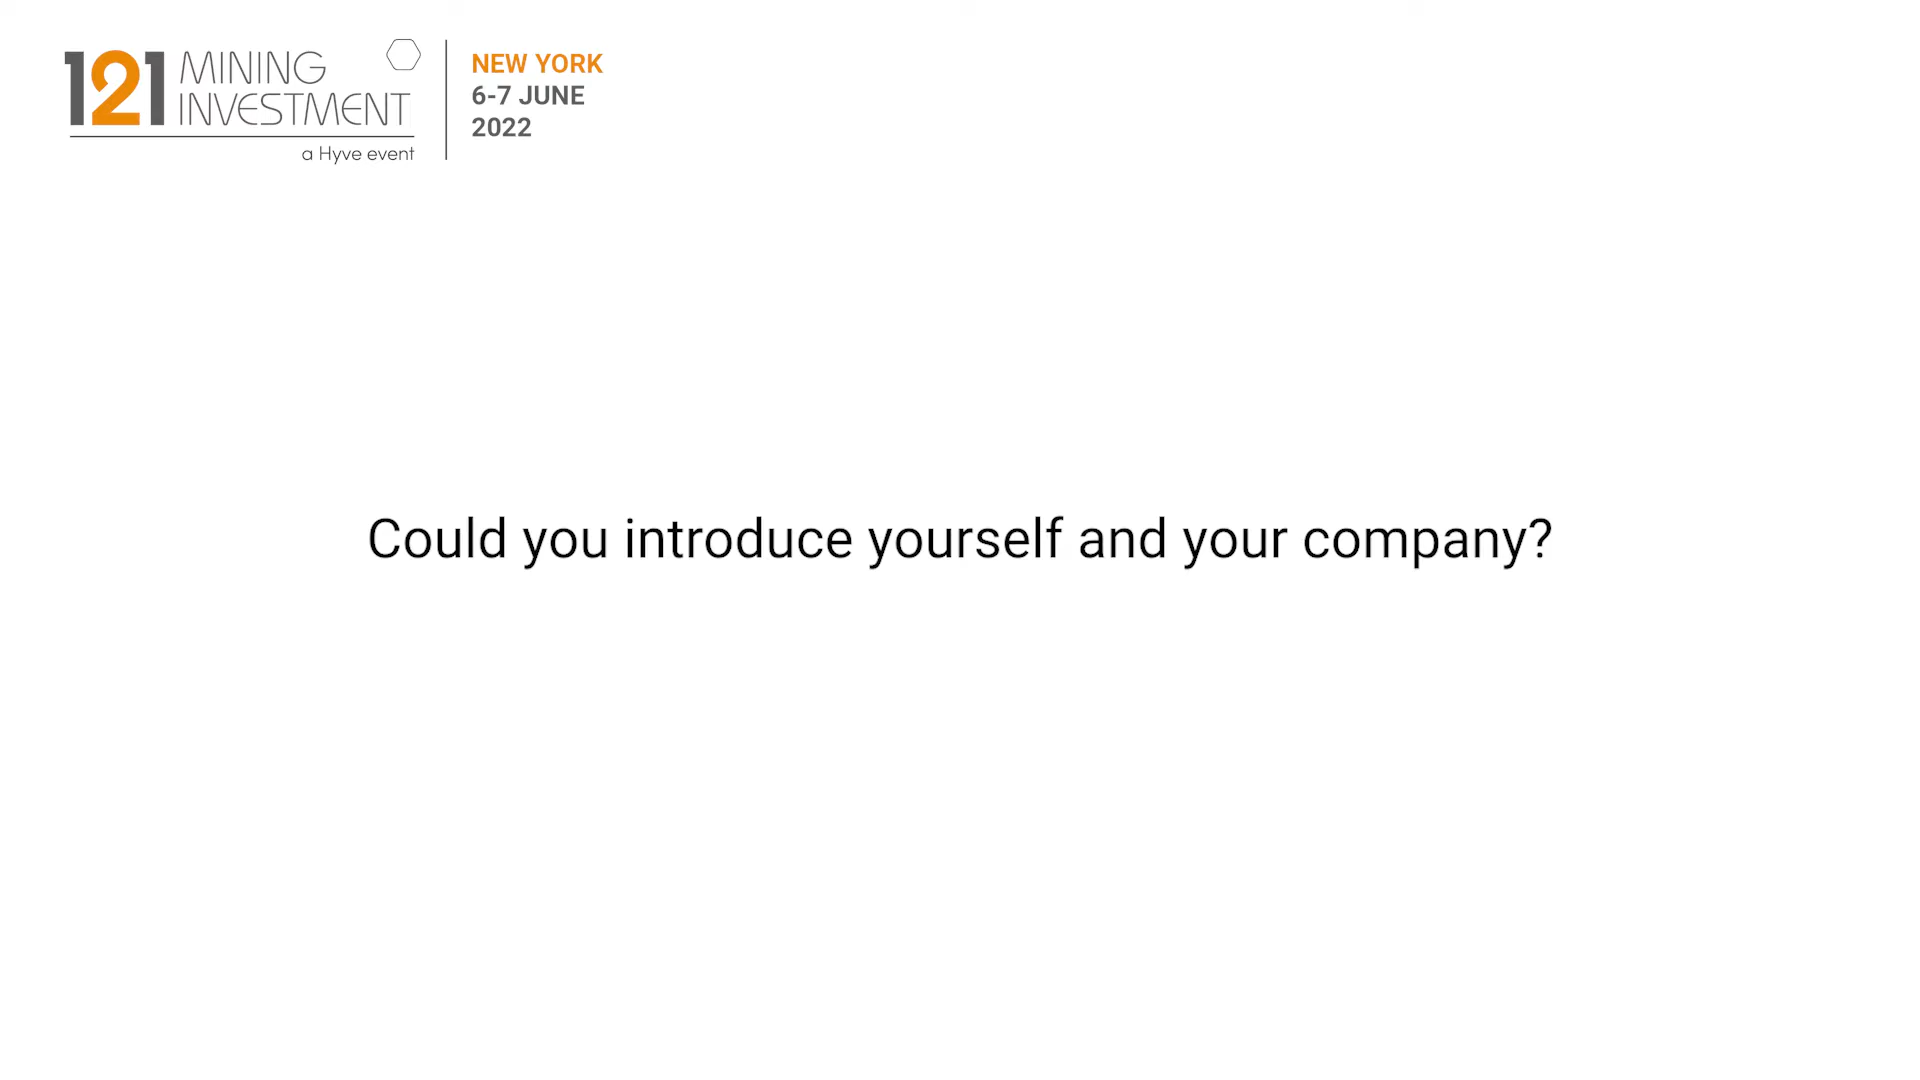 121 MINING
INVESTMENT
a Hyve event
NEW YORK
6-7 JUNE
2022
Could you introduce yourself and your company?